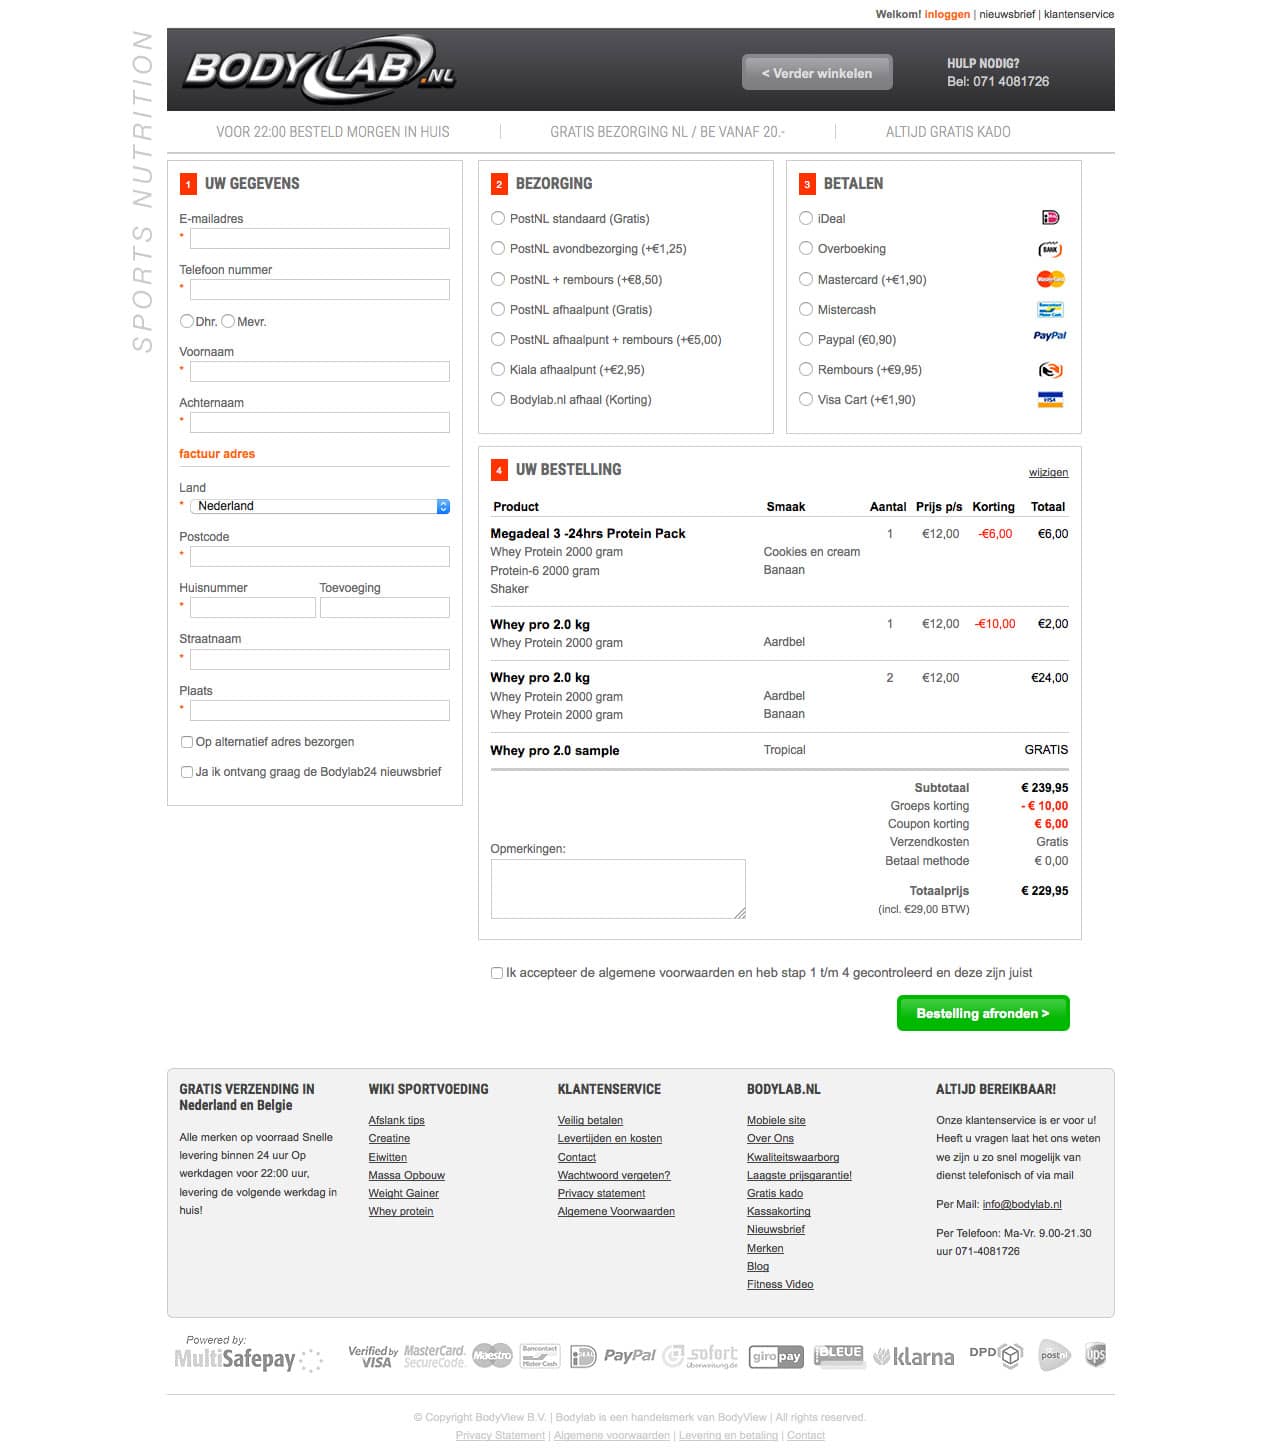 Welkom! inloggen | nieuwsbrief | klantenservice
SPORTS NUTRITION
BODYLAB.NL
< Verder winkelen
HULP NODIG?
Bel: 071 4081726
VOOR 22:00 BESTELD MORGEN IN HUIS
GRATIS BEZORGING NL / BE VANAF 20.-
ALTIJD GRATIS KADO
1 UW GEGEVENS
E-mailadres
*
Telefoon nummer
*
Dhr. Mevr.
Voornaam
*
Achternaam
*
factuur adres
Land
* Nederland
Postcode
*
Huisnummer Toevoeging
*
Straatnaam
*
Plaats
*
Op alternatief adres bezorgen
Ja ik ontvang graag de Bodylab24 nieuwsbrief
2 BEZORGING
PostNL standaard (Gratis)
PostNL avondbezorging (+€1,25)
PostNL + rembours (+€8,50)
PostNL afhaalpunt (Gratis)
PostNL afhaalpunt + rembours (+€5,00)
Kiala afhaalpunt (+€2,95)
Bodylab.nl afhaal (Korting)
3 BETALEN
iDeal
Overboeking BANK
Mastercard (+€1,90) MasterCard
Mistercash Bancontact Mister Cash
Paypal (€0,90) PayPal
Rembours (+€9,95)
Visa Cart (+€1,90) VISA
4 UW BESTELLING wijzigen
Product Smaak Aantal Prijs p/s Korting Totaal
Megadeal 3 -24hrs Protein Pack 1 €12,00 -€6,00 €6,00
Whey Protein 2000 gram Cookies en cream
Protein-6 2000 gram Banaan
Shaker
Whey pro 2.0 kg 1 €12,00 -€10,00 €2,00
Whey Protein 2000 gram Aardbel
Whey pro 2.0 kg 2 €12,00 €24,00
Whey Protein 2000 gram Aardbel
Whey Protein 2000 gram Banaan
Whey pro 2.0 sample Tropical GRATIS
Subtotaal € 239,95
Groeps korting - € 10,00
Coupon korting € 6,00
Verzendkosten Gratis
Betaal methode € 0,00
Totaalprijs € 229,95
(incl. €29,00 BTW)
Opmerkingen:
Ik accepteer de algemene voorwaarden en heb stap 1 t/m 4 gecontroleerd en deze zijn juist
Bestelling afronden >
GRATIS VERZENDING IN
Nederland en Belgie
Alle merken op voorraad Snelle
levering binnen 24 uur Op
werkdagen voor 22:00 uur,
levering de volgende werkdag in
huis!
WIKI SPORTVOEDING
Afslank tips
Creatine
Eiwitten
Massa Opbouw
Weight Gainer
Whey protein
KLANTENSERVICE
Veilig betalen
Levertijden en kosten
Contact
Wachtwoord vergeten?
Privacy statement
Algemene Voorwaarden
BODYLAB.NL
Mobiele site
Over Ons
Kwaliteitswaarborg
Laagste prijsgarantie!
Gratis kado
Kassakorting
Nieuwsbrief
Merken
Blog
Fitness Video
ALTIJD BEREIKBAAR!
Onze klantenservice is er voor u!
Heeft u vragen laat het ons weten
we zijn u zo snel mogelijk van
dienst telefonisch of via mail
Per Mail: info@bodylab.nl
Per Telefoon: Ma-Vr. 9.00-21.30
uur 071-4081726
Powered by:
MultiSafepay
Verified by VISA
MasterCard. SecureCode.
Maestro
Bancontact Mister Cash
iD
PayPal
sofort überweisung.de
giropay
BLEUE
klarna
DPD
postnl
ups
© Copyright BodyView B.V. | Bodylab is een handelsmerk van BodyView | All rights reserved.
Privacy Statement | Algemene voorwaarden | Levering en betaling | Contact